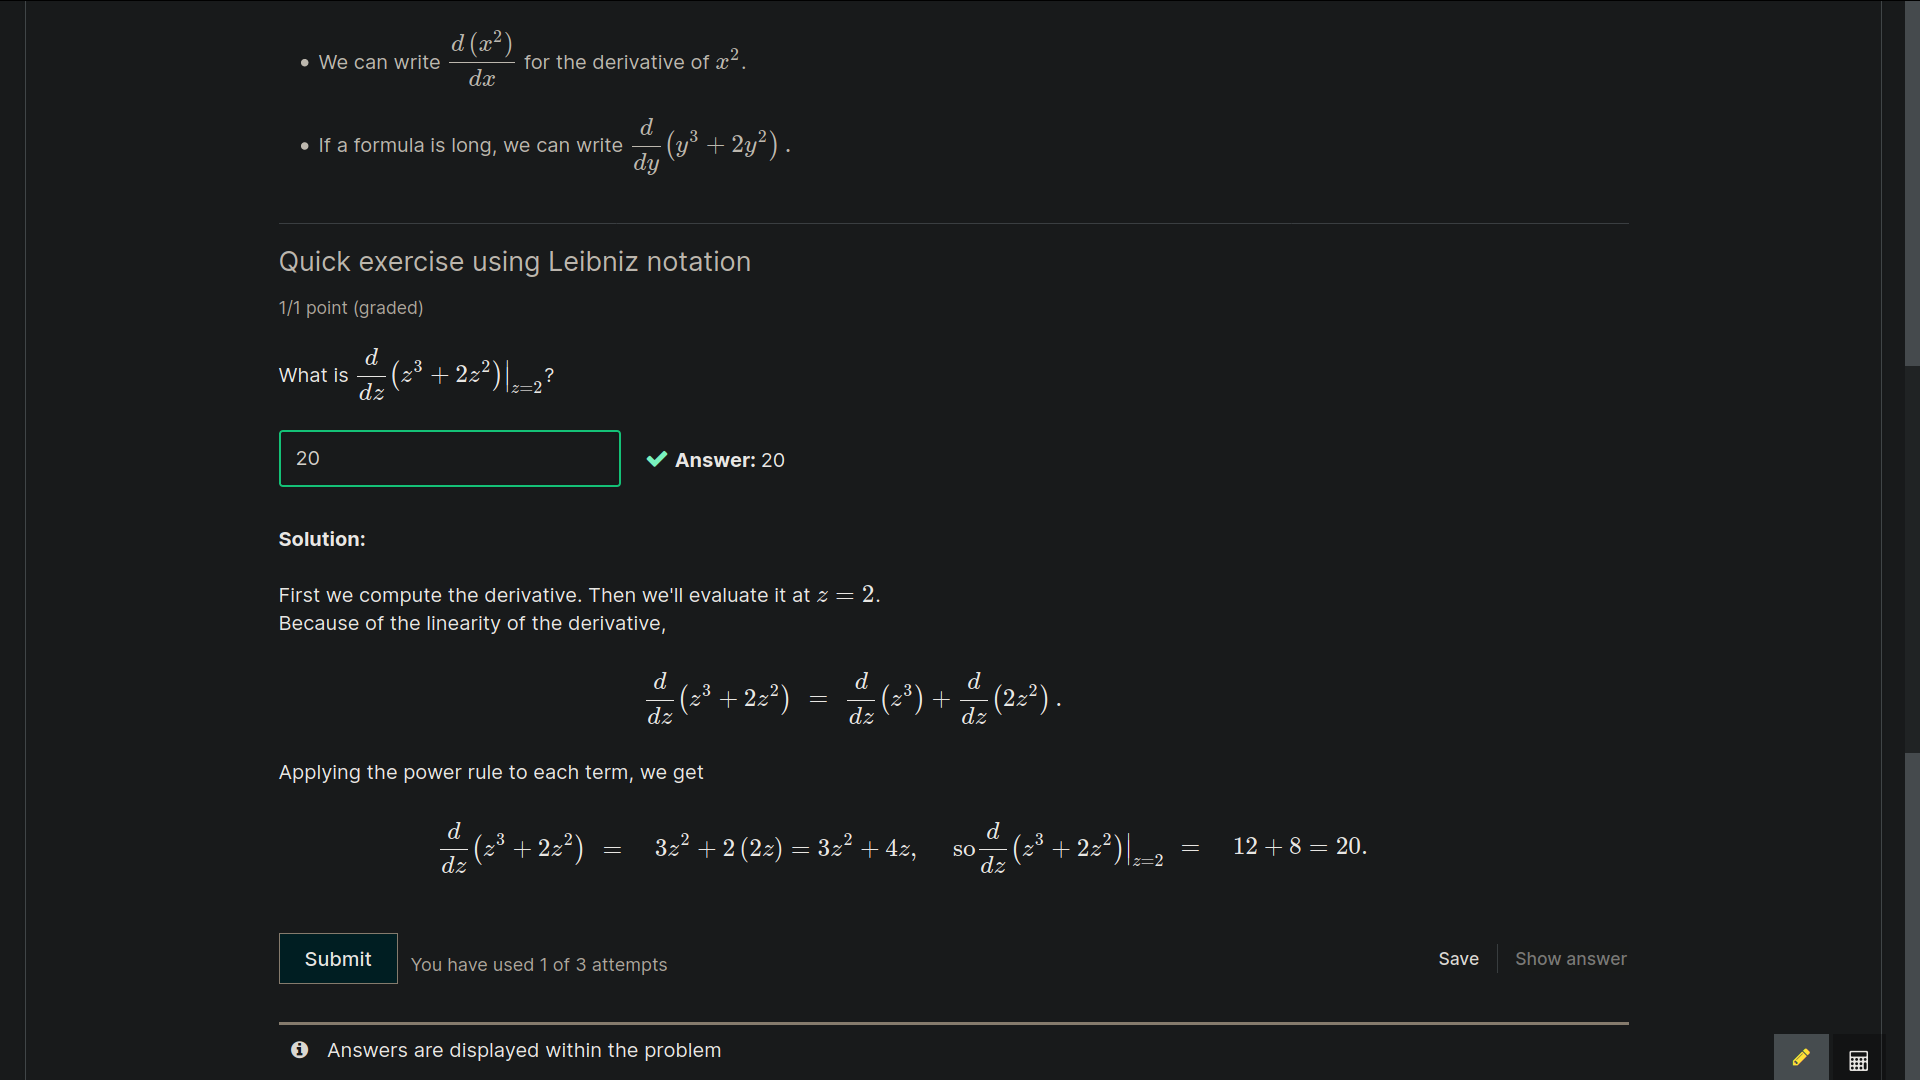 • We can write \frac{d\left(x^2\right)}{dx} for the derivative of x^2.
• If a formula is long, we can write \frac{d}{dy}\left(y^3 + 2y^2\right).
Quick exercise using Leibniz notation
1/1 point (graded)
What is \frac{d}{dz}\left(z^3 + 2z^2\right)\Big|_{z=2}?
20
Answer: 20
Solution:
First we compute the derivative. Then we'll evaluate it at z = 2.
Because of the linearity of the derivative,
\frac{d}{dz}\left(z^3 + 2z^2\right) = \frac{d}{dz}\left(z^3\right) + \frac{d}{dz}\left(2z^2\right).
Applying the power rule to each term, we get
\frac{d}{dz}\left(z^3 + 2z^2\right) = 3z^2 + 2(2z) = 3z^2 + 4z, so \frac{d}{dz}\left(z^3 + 2z^2\right)\Big|_{z=2} = 12 + 8 = 20.
Submit
You have used 1 of 3 attempts
Save
Show answer
Answers are displayed within the problem